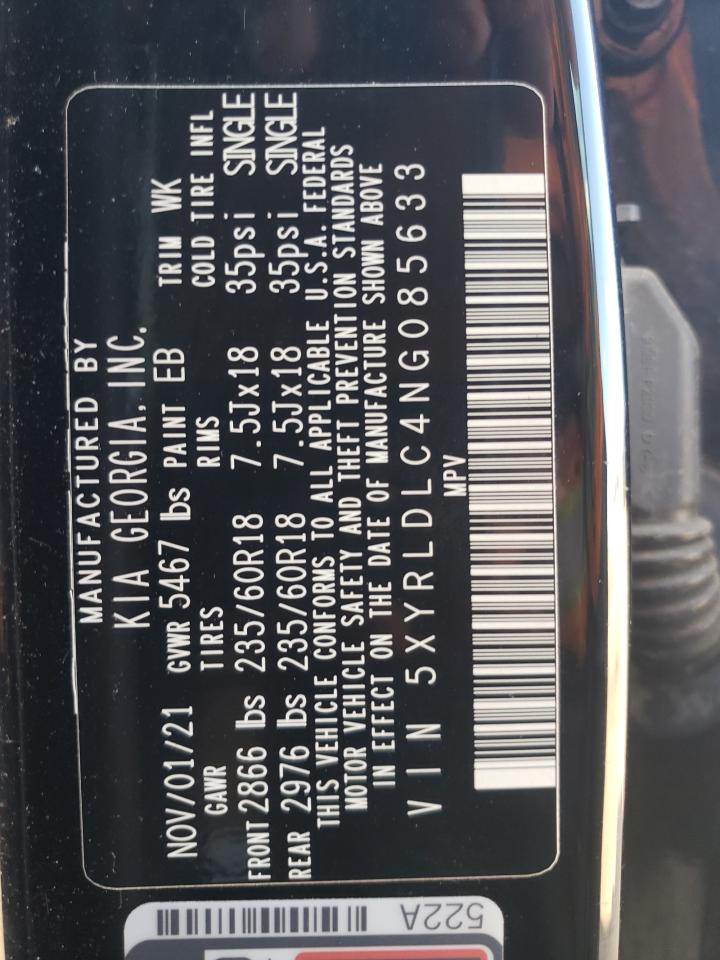 MANUFACTURED BY
KIA GEORGIA, INC.
NOV/01/21 GVWR 5467 lbs PAINT EB TRIM WK
GAWR TIRES RIMS COLD TIRE INFL
FRONT 2866 lbs 235/60R18 7.5Jx18 35psi SINGLE
REAR 2976 lbs 235/60R18 7.5Jx18 35psi SINGLE
THIS VEHICLE CONFORMS TO ALL APPLICABLE U.S.A. FEDERAL
MOTOR VEHICLE SAFETY AND THEFT PREVENTION STANDARDS
IN EFFECT ON THE DATE OF MANUFACTURE SHOWN ABOVE
VIN 5XYRLDLC4NG085633
MPV
522A